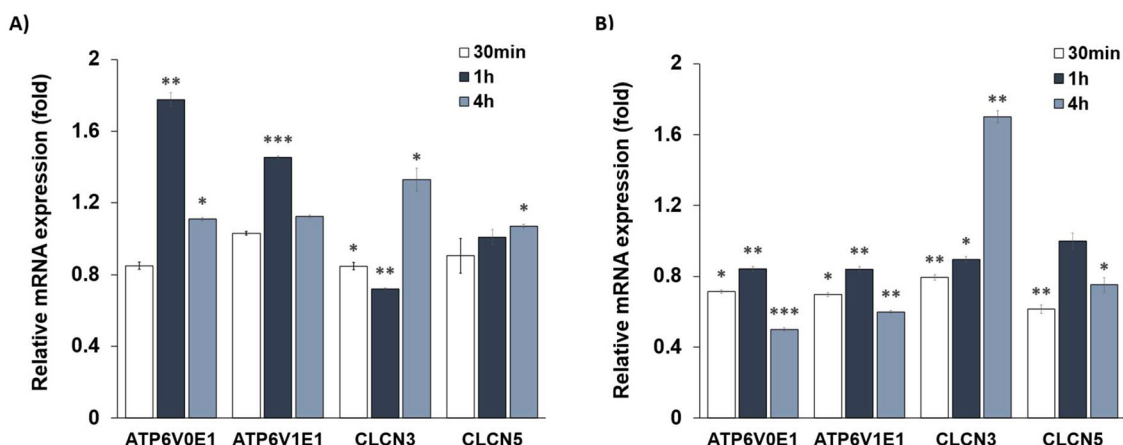 A)
Relative mRNA expression (fold)
2
1.6
1.2
0.8
0.4
0
30min
1h
4h
**
*
***
*
**
*
*
ATP6V0E1
ATP6V1E1
CLCN3
CLCN5
B)
Relative mRNA expression (fold)
2
1.6
1.2
0.8
0.4
0
30min
1h
4h
*
**
***
*
**
**
**
*
**
**
*
ATP6V0E1
ATP6V1E1
CLCN3
CLCN5